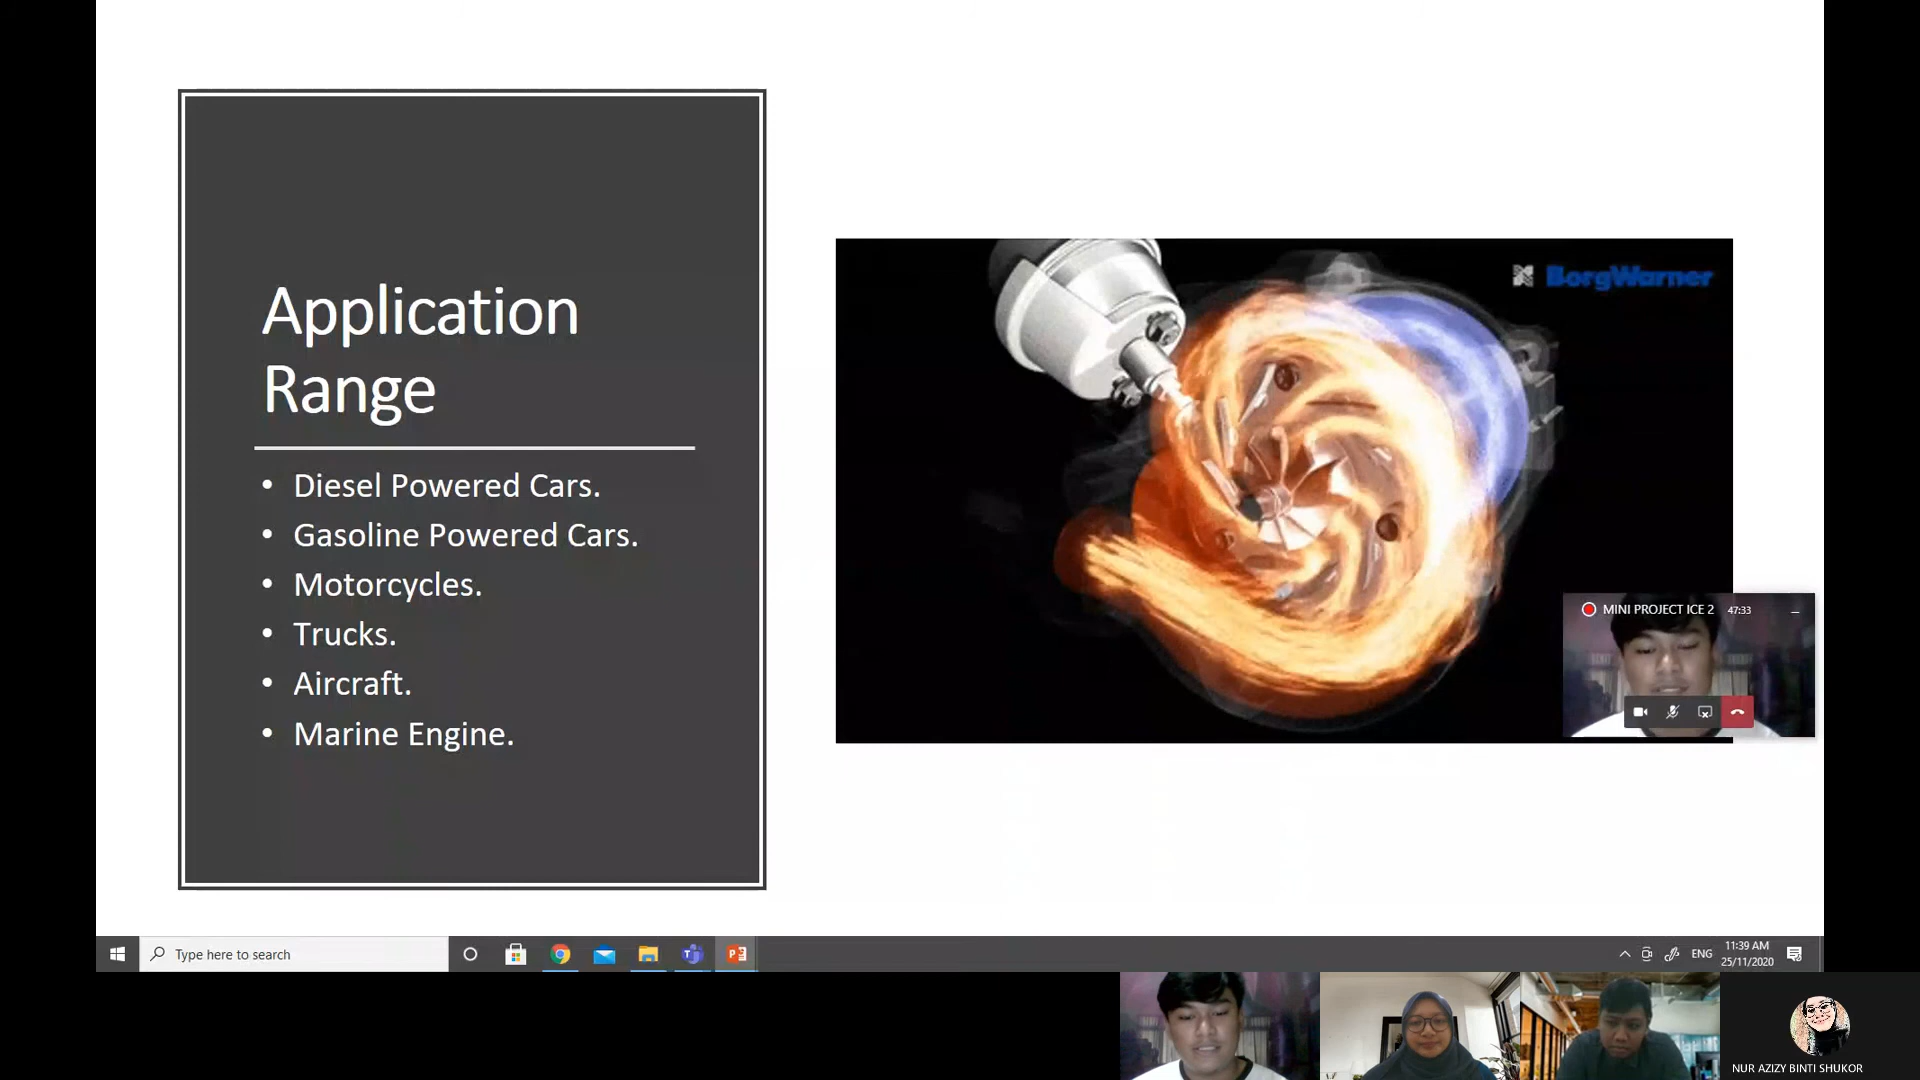 Application
Range
• Diesel Powered Cars.
• Gasoline Powered Cars.
• Motorcycles.
• Trucks.
• Aircraft.
• Marine Engine.
BorgWarner
MINI PROJECT ICE 2 47:33
Type here to search
ENG
11:39 AM
25/11/2020
NUR AZIZY BINTI SHUKOR